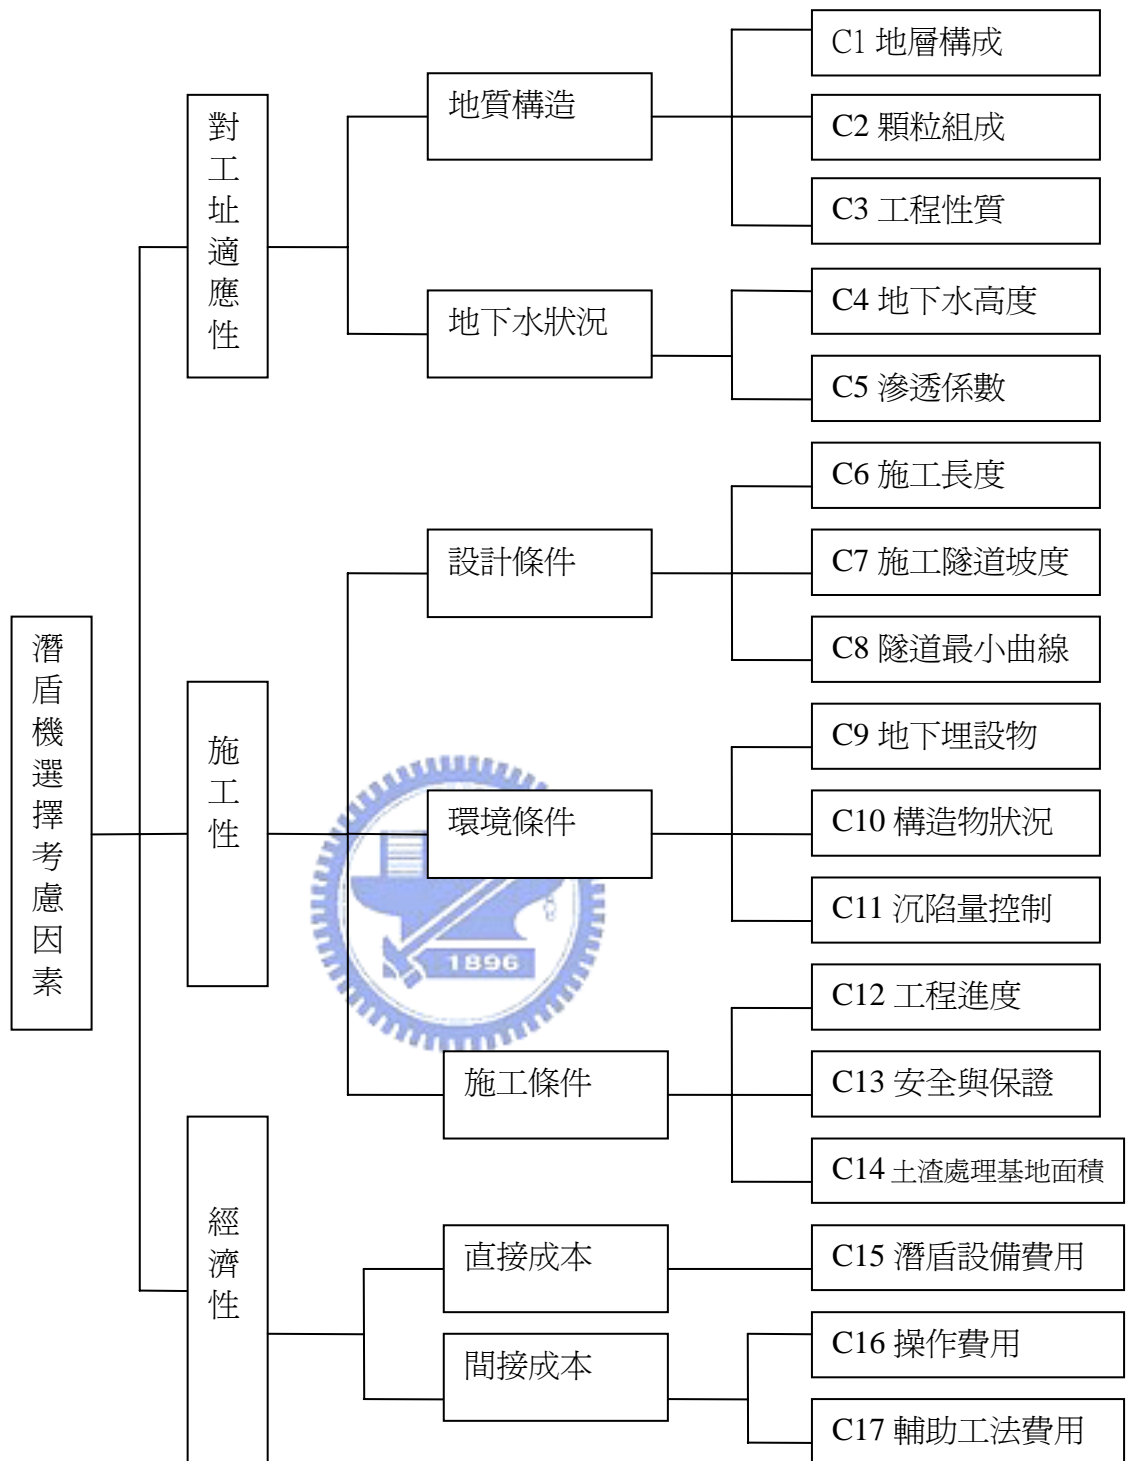 潛盾機選擇考慮因素
對工址適應性
地質構造
C1 地層構成
C2 顆粒組成
C3 工程性質
地下水狀況
C4 地下水高度
C5 滲透係數
施工性
設計條件
C6 施工長度
C7 施工隧道坡度
C8 隧道最小曲線
環境條件
C9 地下埋設物
C10 構造物狀況
C11 沉陷量控制
1896
施工條件
C12 工程進度
C13 安全與保證
C14 土渣處理基地面積
經濟性
直接成本
C15 潛盾設備費用
間接成本
C16 操作費用
C17 輔助工法費用